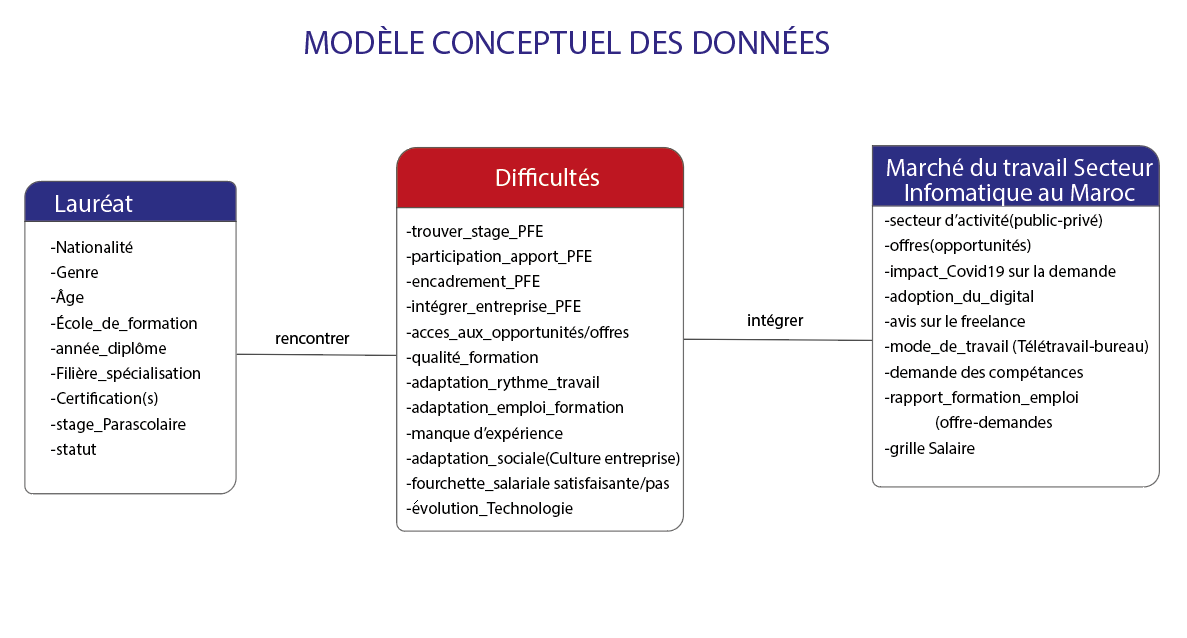 MODÈLE CONCEPTUEL DES DONNÉES
Lauréat
-Nationalité
-Genre
-Âge
-École_de_formation
-année_diplôme
-Filière_spécialisation
-Certification(s)
-stage_Parascolaire
-statut
rencontrer
Difficultés
-trouver_stage_PFE
-participation_apport_PFE
-encadrement_PFE
-intégrer_entreprise_PFE
-acces_aux_opportunités/offres
-qualité_formation
-adaptation_rythme_travail
-adaptation_emploi_formation
-manque d'expérience
-adaptation_sociale(Culture entreprise)
-fourchette_salariale satisfaisante/pas
-évolution_Technologie
intégrer
Marché du travail Secteur
Infomatique au Maroc
-secteur d'activité(public-privé)
-offres(opportunités)
-impact_Covid19 sur la demande
-adoption_du_digital
-avis sur le freelance
-mode_de_travail (Télétravail-bureau)
-demande des compétances
-rapport_formation_emploi
(offre-demandes
-grille Salaire